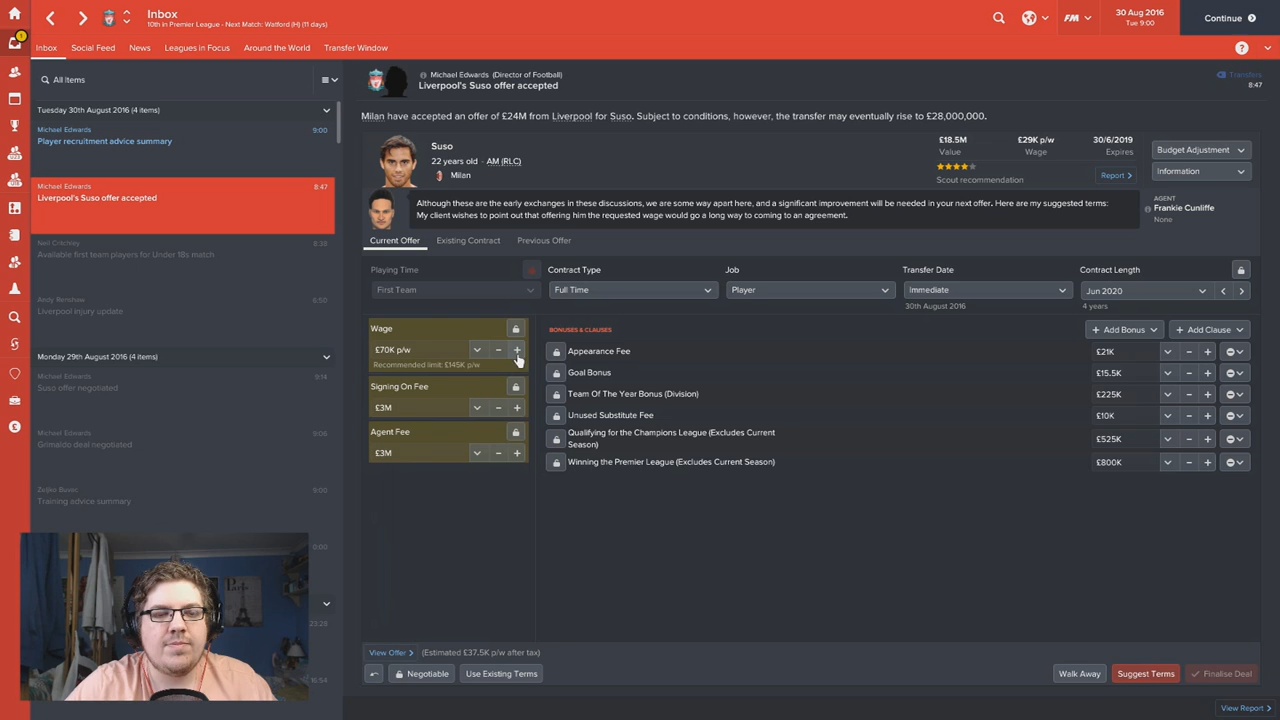 Inbox
10th in Premier League - Next Match: Watford (H) (11 days)
FM
30 Aug 2016
Tue 9:00
Continue
Inbox
Social Feed
News
Leagues in Focus
Around the World
Transfer Window
All Items
Tuesday 30th August 2016 (4 items)
Michael Edwards
9:00
Player recruitment advice summary
Michael Edwards
8:47
Liverpool's Suso offer accepted
Neil Critchley
8:39
Available first team players for Under 18s match
Andy Renshaw
6:50
Liverpool injury update
Monday 29th August 2016 (4 items)
Michael Edwards
9:14
Suso offer negotiated
Michael Edwards
9:06
Grimaldo deal negotiated
Zeljko Buvac
9:00
Training advice summary
0:00
23:28
16:54
Michael Edwards (Director of Football)
Liverpool's Suso offer accepted
Transfers
8:47
Milan have accepted an offer of £24M from Liverpool for Suso. Subject to conditions, however, the transfer may eventually rise to £28,000,000.
Suso
22 years old - AM (RLC)
Milan
£18.5M
Value
£29K p/w
Wage
30/6/2019
Expires
Scout recommendation
Report
Budget Adjustment
Information
Although these are the early exchanges in these discussions, we are some way apart here, and a significant improvement will be needed in your next offer. Here are my suggested terms:
My client wishes to point out that offering him the requested wage would go a long way to coming to an agreement.
AGENT
Frankie Cunliffe
None
Current Offer
Existing Contract
Previous Offer
Playing Time
First Team
Contract Type
Full Time
Job
Player
Transfer Date
Immediate
30th August 2016
Contract Length
Jun 2020
4 years
Wage
£70K p/w
Recommended limit: £145K p/w
Signing On Fee
£3M
Agent Fee
£3M
BONUSES & CLAUSES
+ Add Bonus
+ Add Clause
Appearance Fee
£21K
Goal Bonus
£15.5K
Team Of The Year Bonus (Division)
£225K
Unused Substitute Fee
£10K
Qualifying for the Champions League (Excludes Current Season)
£525K
Winning the Premier League (Excludes Current Season)
£800K
View Offer
(Estimated £37.5K p/w after tax)
Negotiable
Use Existing Terms
Walk Away
Suggest Terms
Finalise Deal
View Report